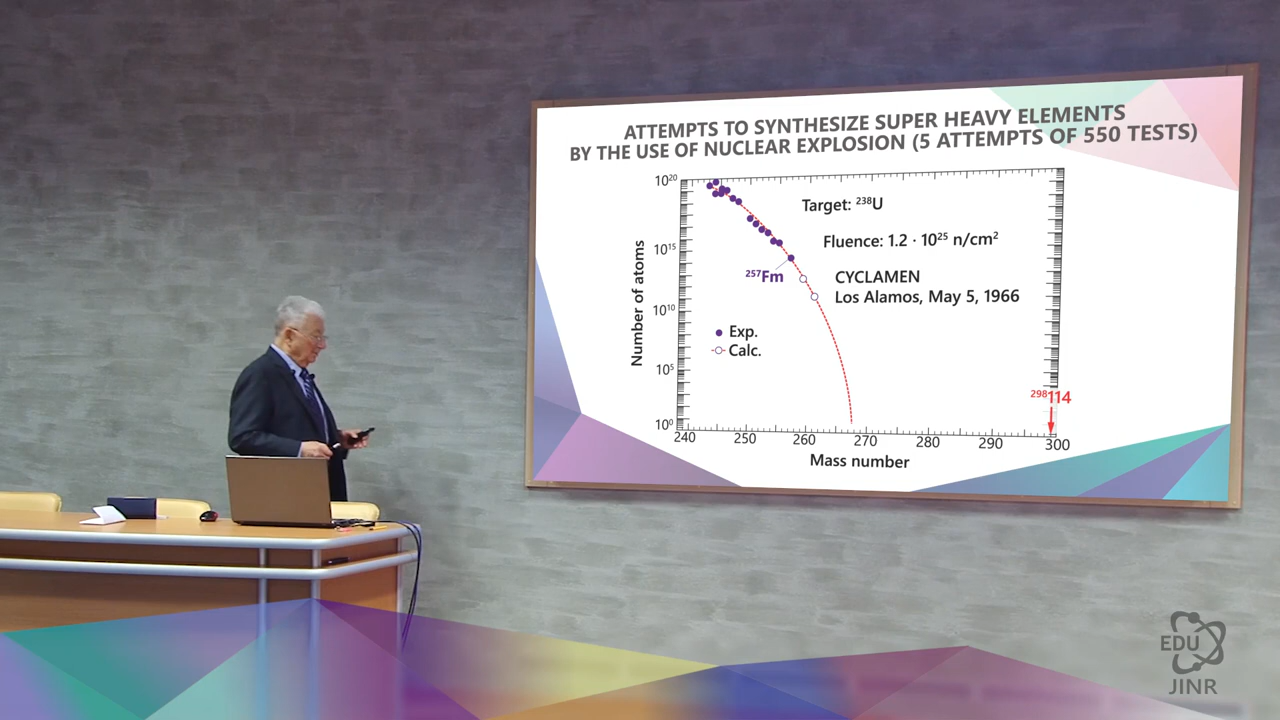 ATTEMPTS TO SYNTHESIZE SUPER HEAVY ELEMENTS
BY THE USE OF NUCLEAR EXPLOSION (5 ATTEMPTS OF 550 TESTS)
10²⁰
10¹⁵
10¹⁰
10⁵
10⁰
Number of atoms
Target: ²³⁸U
Fluence: 1.2 · 10²⁵ n/cm²
²⁵⁷Fm
CYCLAMEN
Los Alamos, May 5, 1966
Exp.
Calc.
²⁹⁸114
240 250 260 270 280 290 300
Mass number
EDU
JINR